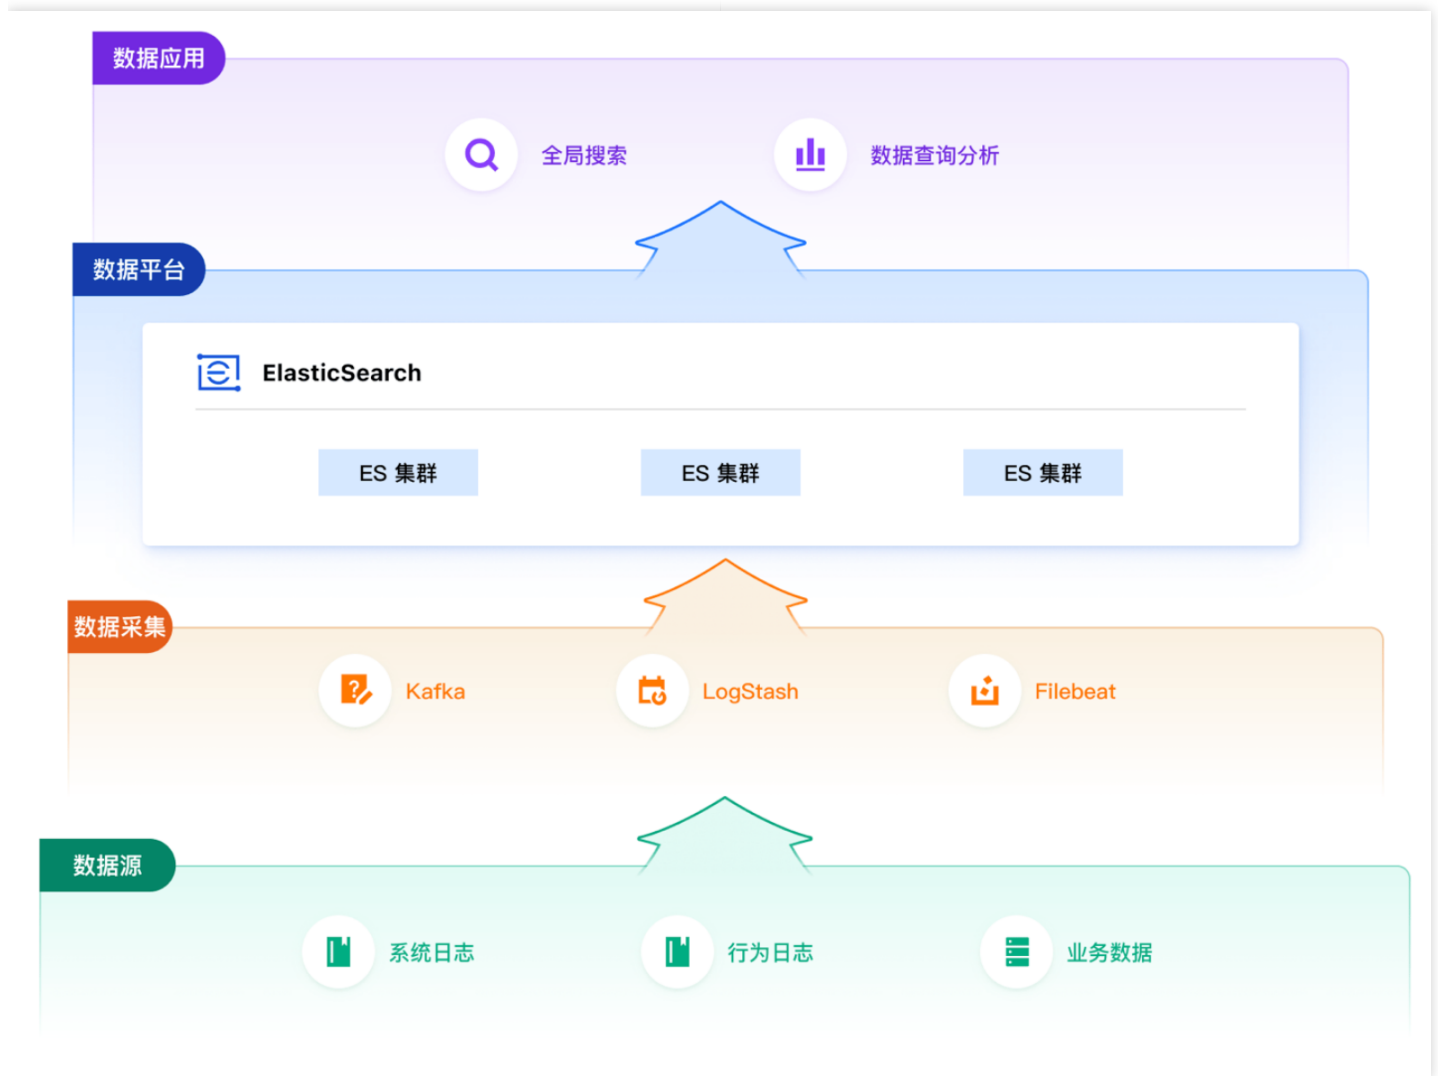 数据应用
全局搜索
数据查询分析
数据平台
ElasticSearch
ES 集群
ES 集群
ES 集群
数据采集
Kafka
LogStash
Filebeat
数据源
系统日志
行为日志
业务数据